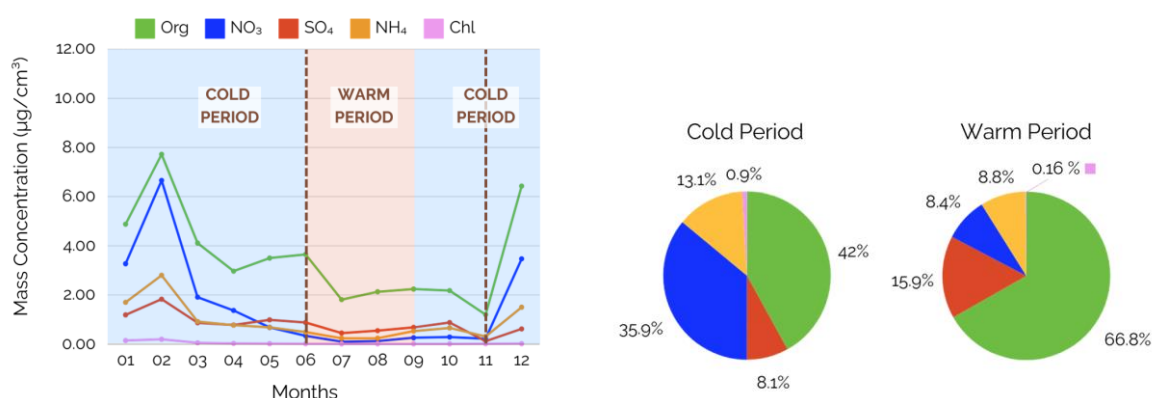 Org NO₃ SO₄ NH₄ Chl
Mass Concentration (µg/cm³)
12.00
10.00
8.00
6.00
4.00
2.00
0.00
COLD PERIOD
WARM PERIOD
COLD PERIOD
01 02 03 04 05 06 07 08 09 10 11 12
Months
Cold Period
0.9%
13.1%
42%
35.9%
8.1%
Warm Period
0.16 %
8.8%
8.4%
15.9%
66.8%